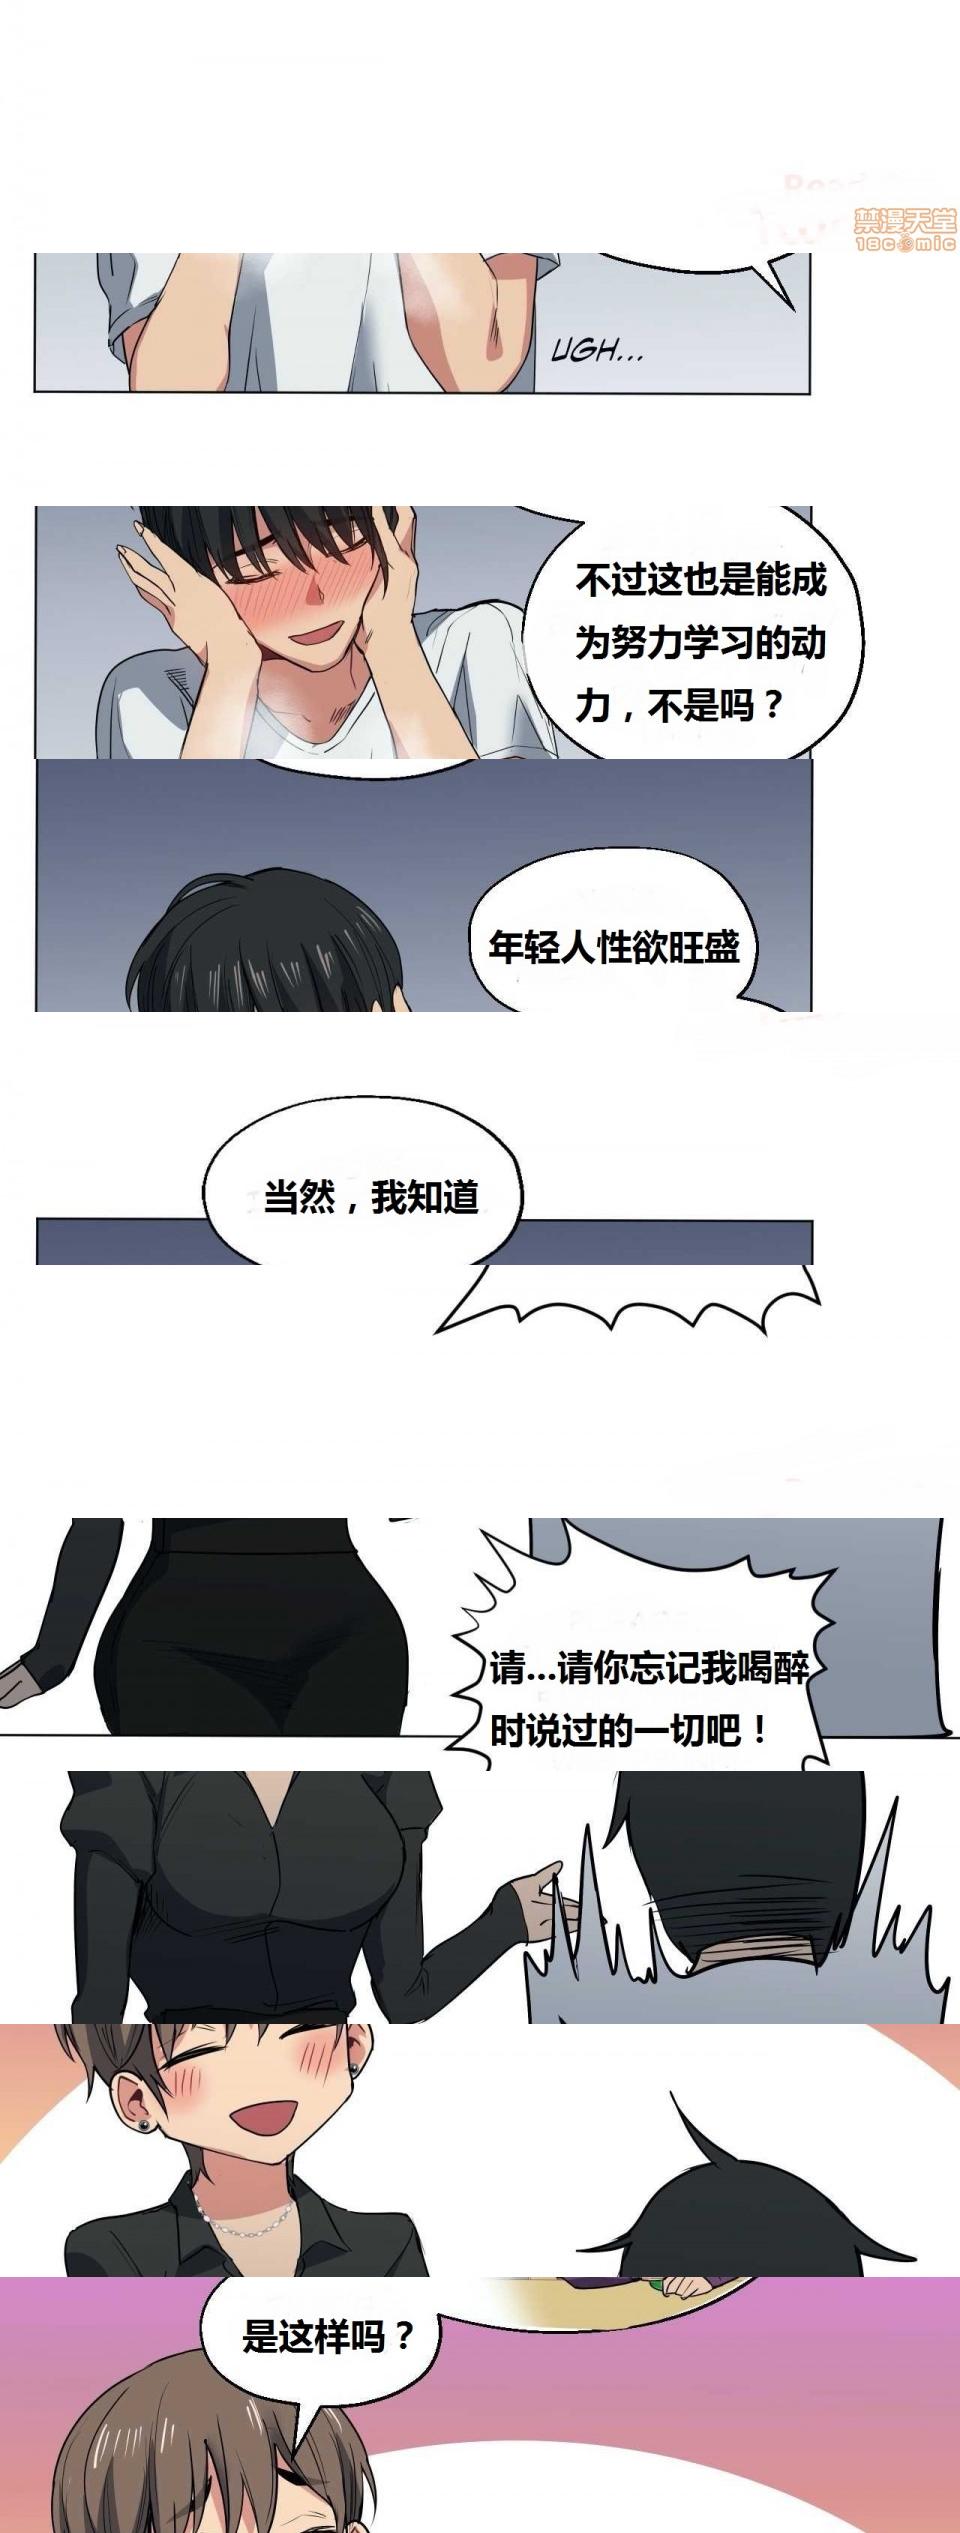 禁漫天堂
18comic
UGH...
不过这也是能成
为努力学习的动
力，不是吗？
年轻人性欲旺盛
当然，我知道
请...请你忘记我喝醉
时说过的一切吧！
是这样吗？